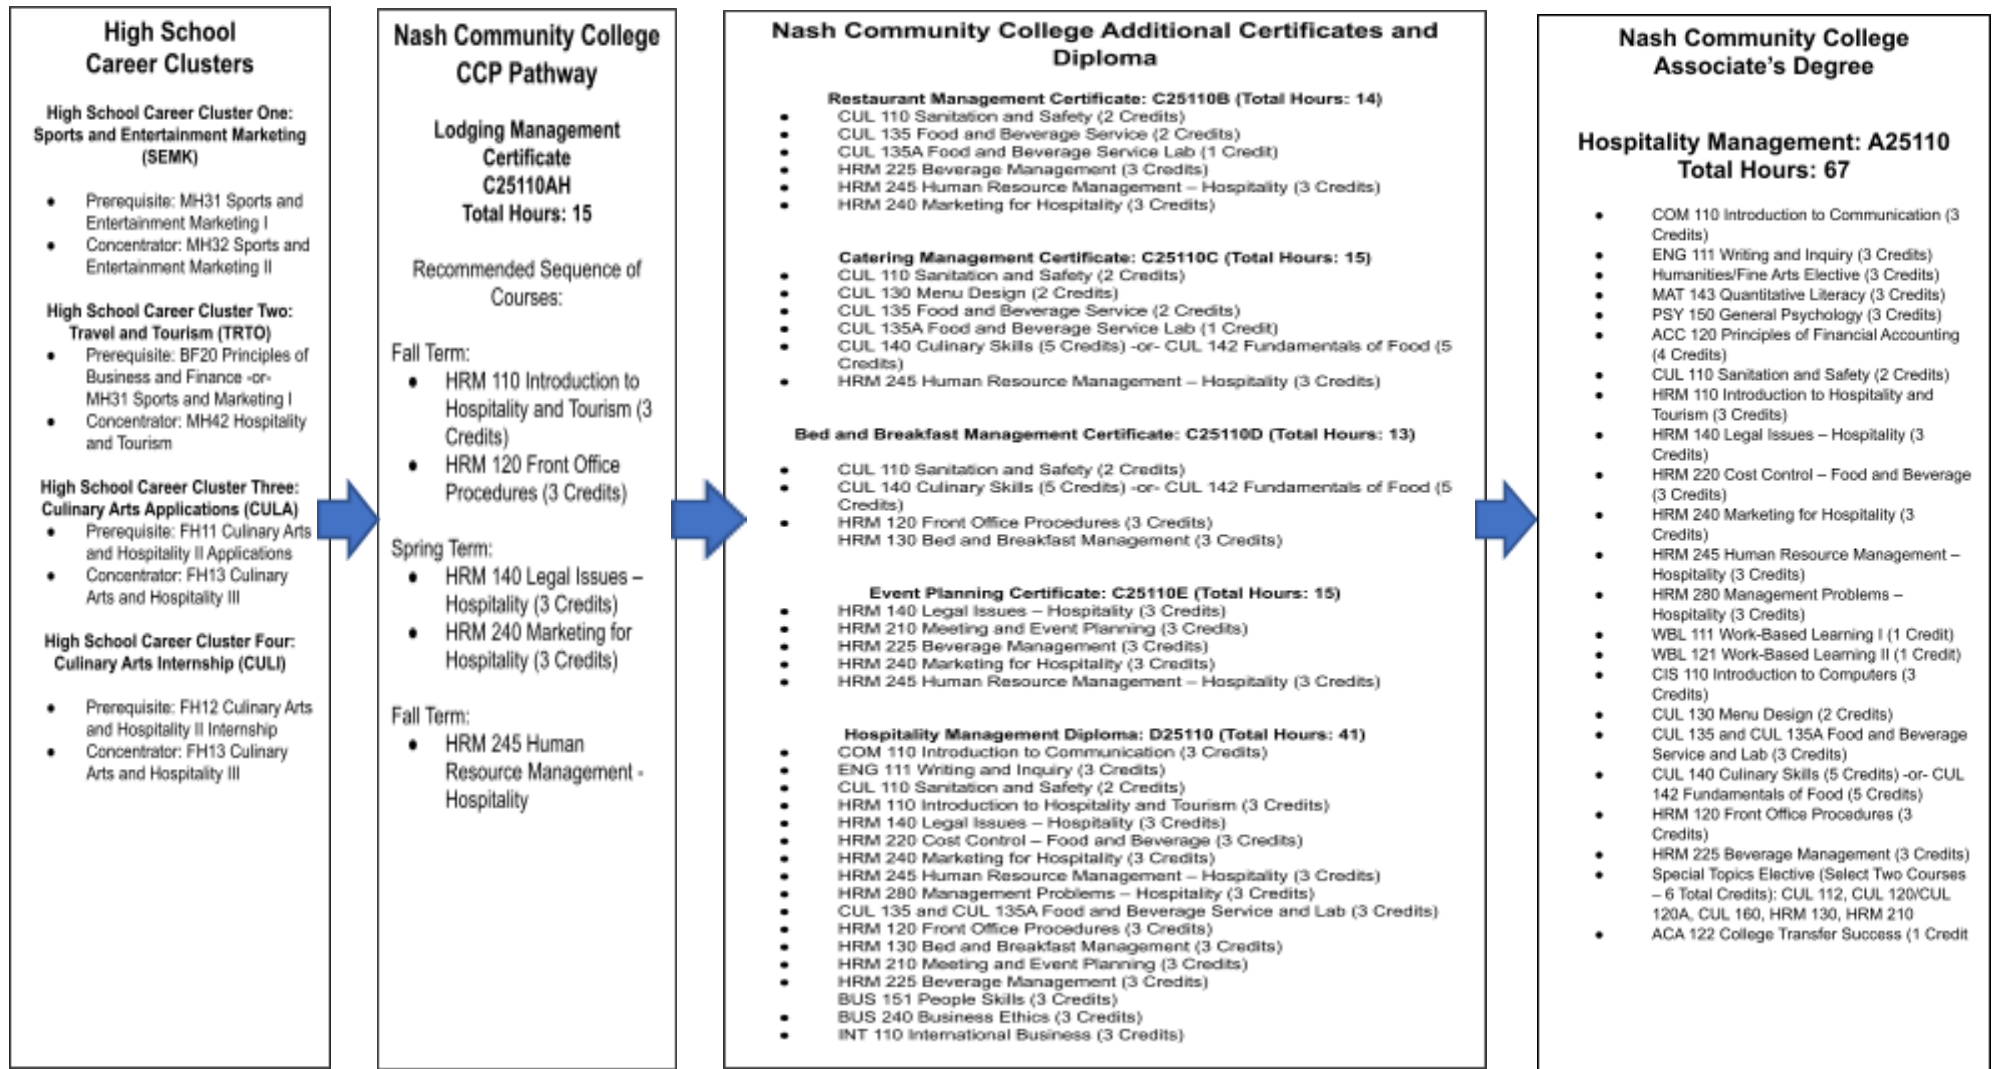 High School
Career Clusters
High School Career Cluster One:
Sports and Entertainment Marketing
(SEMK)
● Prerequisite: MH31 Sports and
Entertainment Marketing I
● Concentrator: MH32 Sports and
Entertainment Marketing II
High School Career Cluster Two:
Travel and Tourism (TRTO)
● Prerequisite: BF20 Principles of
Business and Finance -or-
MH31 Sports and Marketing I
● Concentrator: MH42 Hospitality
and Tourism
High School Career Cluster Three:
Culinary Arts Applications (CULA)
● Prerequisite: FH11 Culinary Arts
and Hospitality II Applications
● Concentrator: FH13 Culinary
Arts and Hospitality III
High School Career Cluster Four:
Culinary Arts Internship (CULI)
● Prerequisite: FH12 Culinary Arts
and Hospitality II Internship
● Concentrator: FH13 Culinary
Arts and Hospitality III
Nash Community College
CCP Pathway
Lodging Management
Certificate
C25110AH
Total Hours: 15
Recommended Sequence of
Courses:
Fall Term:
● HRM 110 Introduction to
Hospitality and Tourism (3
Credits)
● HRM 120 Front Office
Procedures (3 Credits)
Spring Term:
● HRM 140 Legal Issues –
Hospitality (3 Credits)
● HRM 240 Marketing for
Hospitality (3 Credits)
Fall Term:
● HRM 245 Human
Resource Management -
Hospitality
Nash Community College Additional Certificates and
Diploma
Restaurant Management Certificate: C25110B (Total Hours: 14)
● CUL 110 Sanitation and Safety (2 Credits)
● CUL 135 Food and Beverage Service (2 Credits)
● CUL 135A Food and Beverage Service Lab (1 Credit)
● HRM 225 Beverage Management (3 Credits)
● HRM 245 Human Resource Management – Hospitality (3 Credits)
● HRM 240 Marketing for Hospitality (3 Credits)
Catering Management Certificate: C25110C (Total Hours: 15)
● CUL 110 Sanitation and Safety (2 Credits)
● CUL 130 Menu Design (2 Credits)
● CUL 135 Food and Beverage Service (2 Credits)
● CUL 135A Food and Beverage Service Lab (1 Credit)
● CUL 140 Culinary Skills (5 Credits) -or- CUL 142 Fundamentals of Food (5
Credits)
● HRM 245 Human Resource Management – Hospitality (3 Credits)
Bed and Breakfast Management Certificate: C25110D (Total Hours: 13)
● CUL 110 Sanitation and Safety (2 Credits)
● CUL 140 Culinary Skills (5 Credits) -or- CUL 142 Fundamentals of Food (5
Credits)
● HRM 120 Front Office Procedures (3 Credits)
HRM 130 Bed and Breakfast Management (3 Credits)
Event Planning Certificate: C25110E (Total Hours: 15)
● HRM 140 Legal Issues – Hospitality (3 Credits)
● HRM 210 Meeting and Event Planning (3 Credits)
● HRM 225 Beverage Management (3 Credits)
● HRM 240 Marketing for Hospitality (3 Credits)
● HRM 245 Human Resource Management – Hospitality (3 Credits)
Hospitality Management Diploma: D25110 (Total Hours: 41)
● COM 110 Introduction to Communication (3 Credits)
● ENG 111 Writing and Inquiry (3 Credits)
● CUL 110 Sanitation and Safety (2 Credits)
● HRM 110 Introduction to Hospitality and Tourism (3 Credits)
● HRM 140 Legal Issues – Hospitality (3 Credits)
● HRM 220 Cost Control – Food and Beverage (3 Credits)
● HRM 240 Marketing for Hospitality (3 Credits)
● HRM 245 Human Resource Management – Hospitality (3 Credits)
● HRM 280 Management Problems – Hospitality (3 Credits)
● CUL 135 and CUL 135A Food and Beverage Service and Lab (3 Credits)
● HRM 120 Front Office Procedures (3 Credits)
● HRM 130 Bed and Breakfast Management (3 Credits)
● HRM 210 Meeting and Event Planning (3 Credits)
● HRM 225 Beverage Management (3 Credits)
BUS 151 People Skills (3 Credits)
● BUS 240 Business Ethics (3 Credits)
● INT 110 International Business (3 Credits)
Nash Community College
Associate's Degree
Hospitality Management: A25110
Total Hours: 67
● COM 110 Introduction to Communication (3
Credits)
● ENG 111 Writing and Inquiry (3 Credits)
● Humanities/Fine Arts Elective (3 Credits)
● MAT 143 Quantitative Literacy (3 Credits)
● PSY 150 General Psychology (3 Credits)
● ACC 120 Principles of Financial Accounting
(4 Credits)
● CUL 110 Sanitation and Safety (2 Credits)
● HRM 110 Introduction to Hospitality and
Tourism (3 Credits)
● HRM 140 Legal Issues – Hospitality (3
Credits)
● HRM 220 Cost Control – Food and Beverage
(3 Credits)
● HRM 240 Marketing for Hospitality (3
Credits)
● HRM 245 Human Resource Management –
Hospitality (3 Credits)
● HRM 280 Management Problems –
Hospitality (3 Credits)
● WBL 111 Work-Based Learning I (1 Credit)
● WBL 121 Work-Based Learning II (1 Credit)
● CIS 110 Introduction to Computers (3
Credits)
● CUL 130 Menu Design (2 Credits)
● CUL 135 and CUL 135A Food and Beverage
Service and Lab (3 Credits)
● CUL 140 Culinary Skills (5 Credits) -or- CUL
142 Fundamentals of Food (5 Credits)
● HRM 120 Front Office Procedures (3
Credits)
● HRM 225 Beverage Management (3 Credits)
● Special Topics Elective (Select Two Courses
– 6 Total Credits): CUL 112, CUL 120/CUL
120A, CUL 160, HRM 130, HRM 210
● ACA 122 College Transfer Success (1 Credit